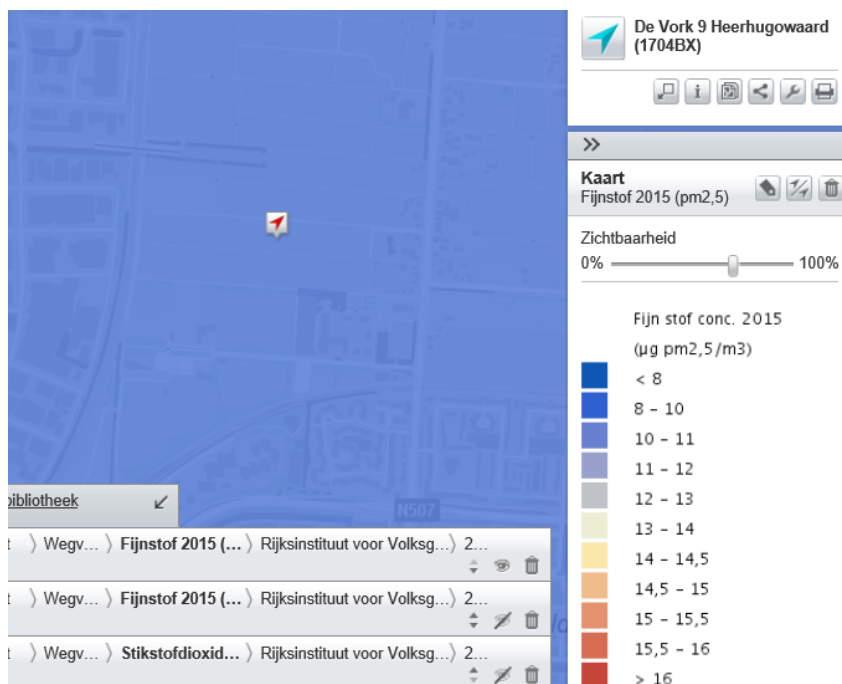 De Vork 9 Heerhugowaard
(1704BX)
Kaart
Fijnstof 2015 (pm2,5)
Zichtbaarheid
0% 100%
Fijn stof conc. 2015
(µg pm2,5/m3)
< 8
8 – 10
10 – 11
11 – 12
12 – 13
13 – 14
14 – 14,5
14,5 – 15
15 – 15,5
15,5 – 16
> 16
N507
bibliotheek
t 〉 Wegv... 〉 Fijnstof 2015 (... 〉 Rijksinstituut voor Volksg... 〉 2...
t 〉 Wegv... 〉 Fijnstof 2015 (... 〉 Rijksinstituut voor Volksg... 〉 2...
t 〉 Wegv... 〉 Stikstofdioxid... 〉 Rijksinstituut voor Volksg... 〉 2...